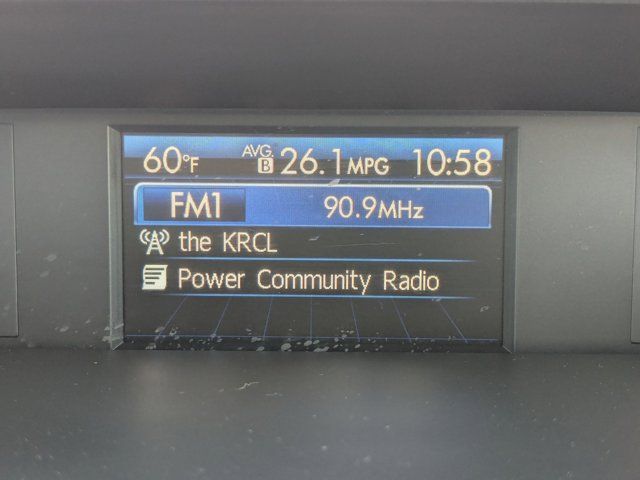 60°F AVG. B 26.1 MPG 10:58
FM1 90.9MHz
the KRCL
Power Community Radio